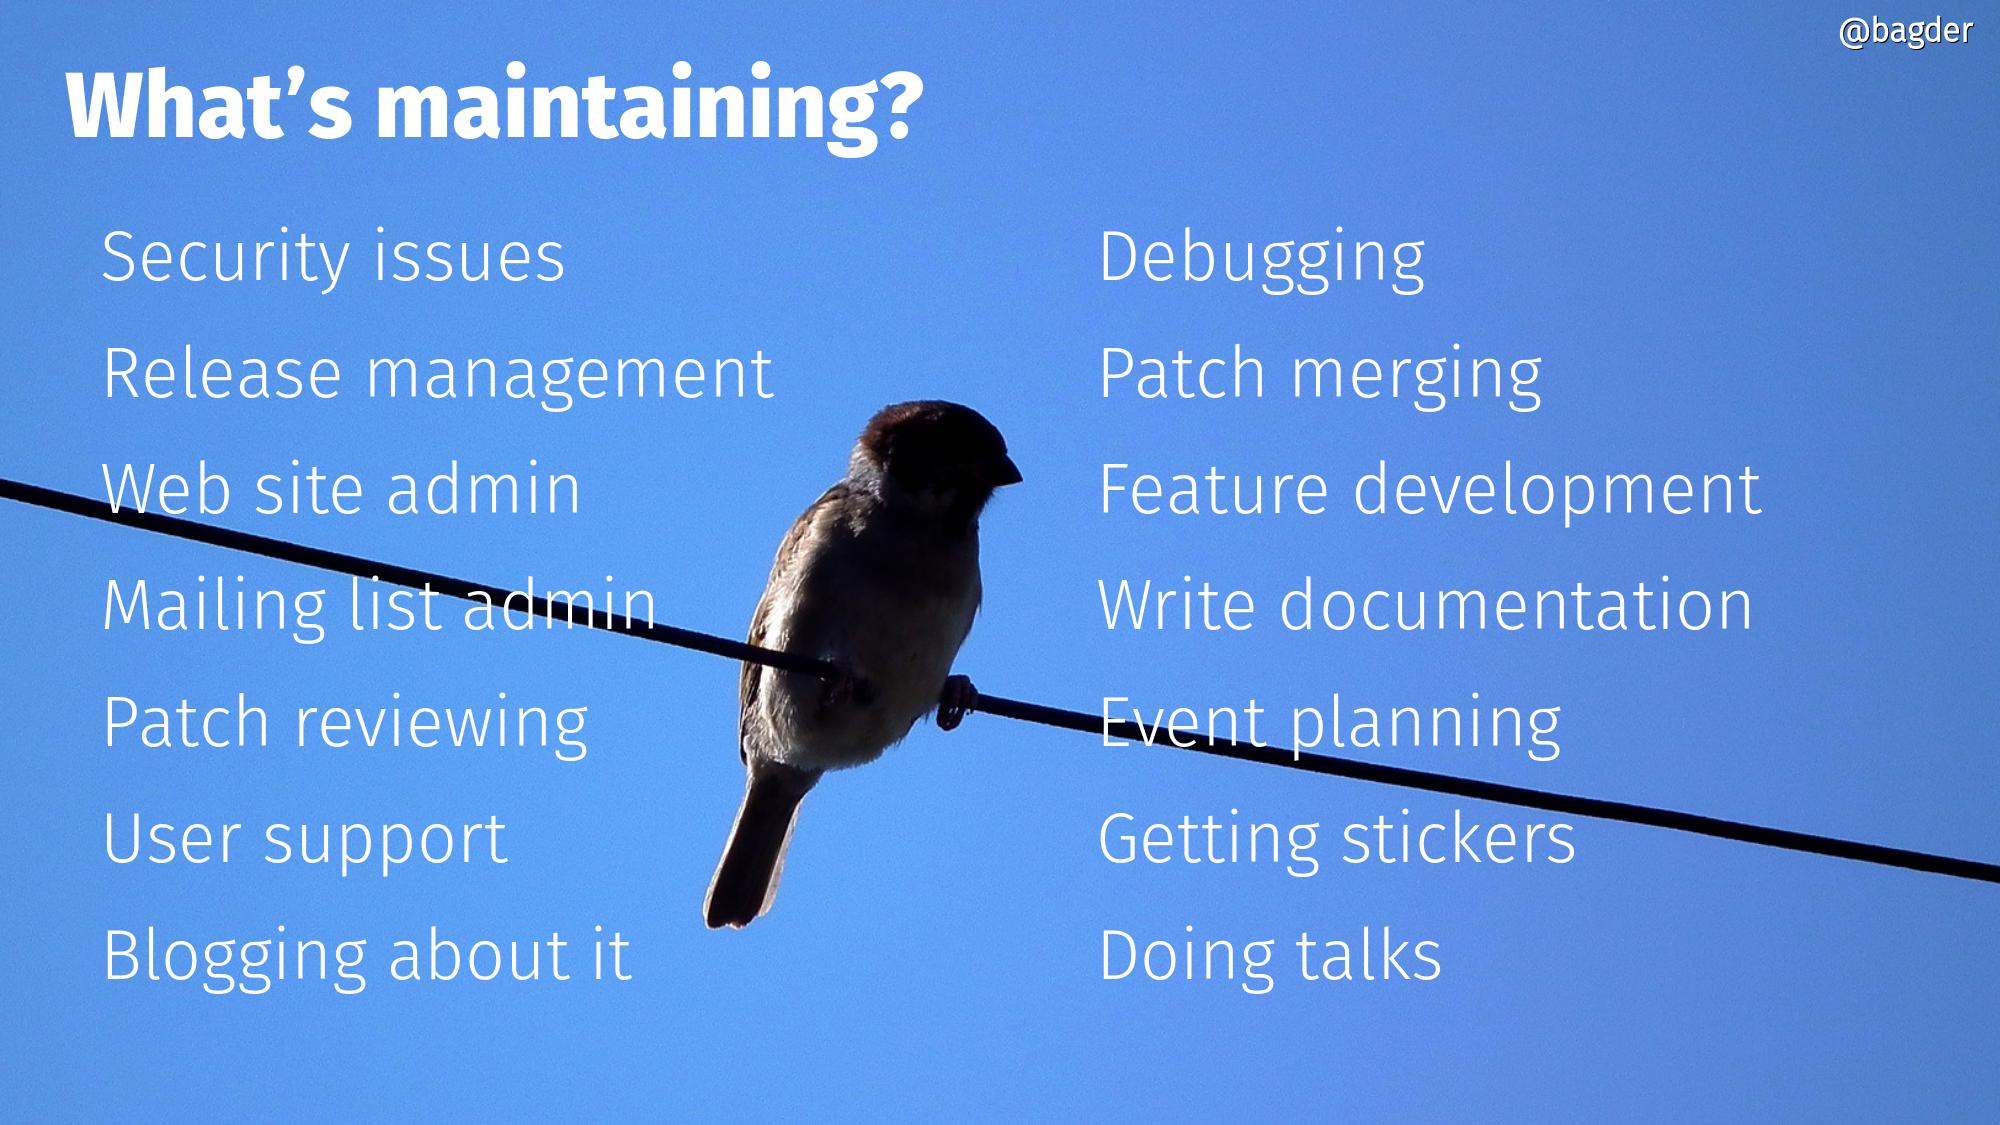 @bagder
What’s maintaining?
Security issues
Release management
Web site admin
Mailing list admin
Patch reviewing
User support
Blogging about it
Debugging
Patch merging
Feature development
Write documentation
Event planning
Getting stickers
Doing talks